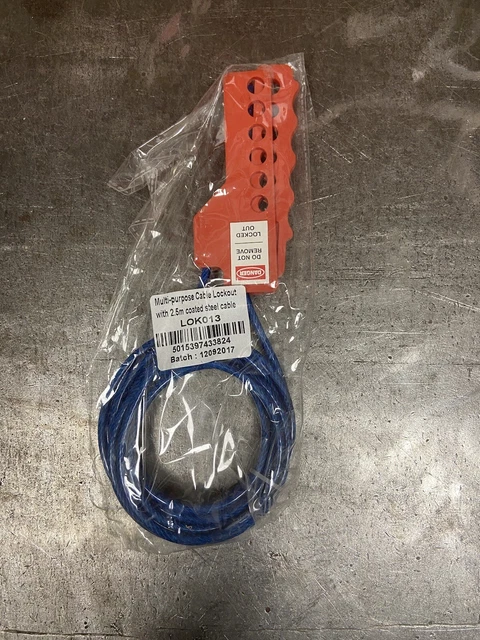 DANGER
DO NOT
REMOVE
LOCKED
OUT
Multi-purpose Cable Lockout
with 2.5m coated steel cable
LOK013
5015397433824
Batch : 12092017